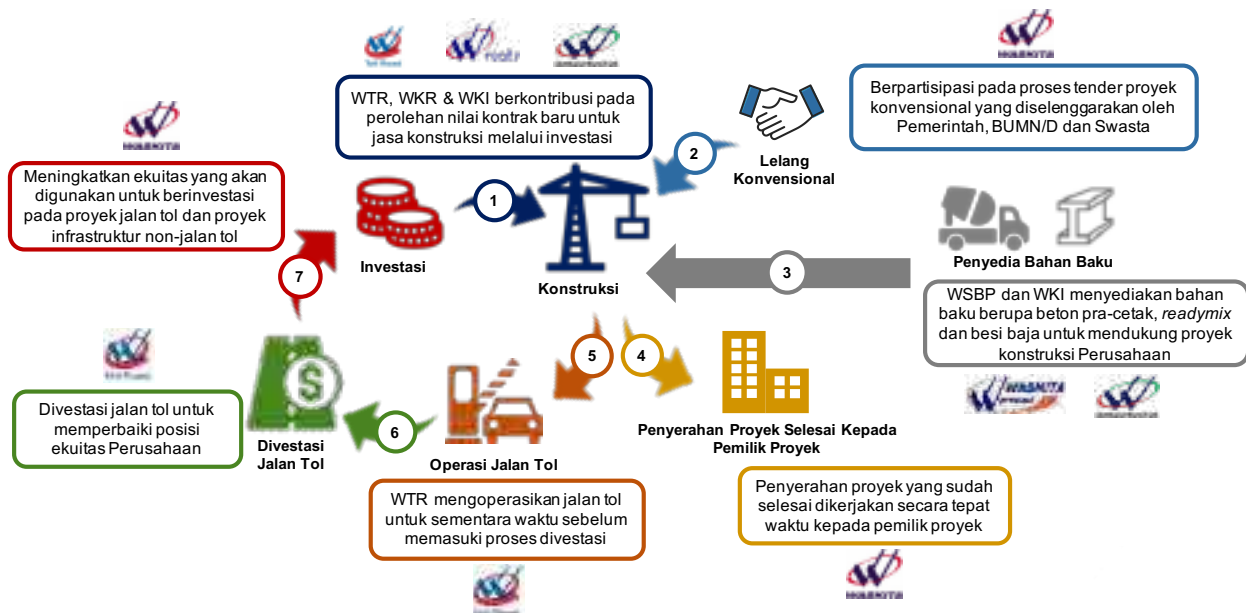 WASKITA
WTR, WKR & WKI berkontribusi pada
perolehan nilai kontrak baru untuk
jasa konstruksi melalui investasi
Berpartisipasi pada proses tender proyek
konvensional yang diselenggarakan oleh
Pemerintah, BUMN/D dan Swasta
2
Lelang
Konvensional
WASKITA
Meningkatkan ekuitas yang akan
digunakan untuk berinvestasi
pada proyek jalan tol dan proyek
infrastruktur non-jalan tol
1
Investasi
Konstruksi
7
3
Penyedia Bahan Baku
WSBP dan WKI menyediakan bahan
baku berupa beton pra-cetak, readymix
dan besi baja untuk mendukung proyek
konstruksi Perusahaan
WASKITA
precast
5
4
$
Divestasi jalan tol untuk
memperbaiki posisi
ekuitas Perusahaan
6
Divestasi
Jalan Tol
Operasi Jalan Tol
Penyerahan Proyek Selesai Kepada
Pemilik Proyek
WTR mengoperasikan jalan tol
untuk sementara waktu sebelum
memasuki proses divestasi
Penyerahan proyek yang sudah
selesai dikerjakan secara tepat
waktu kepada pemilik proyek
WASKITA